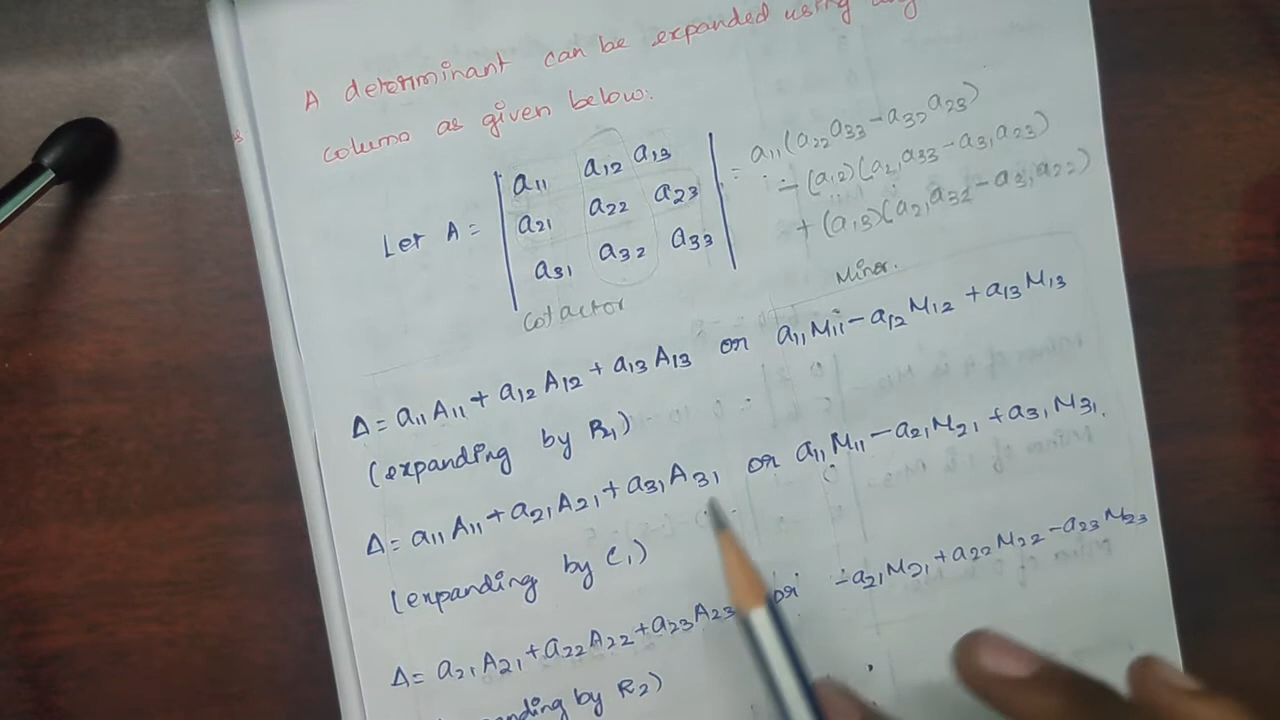 A determinant can be expanded using
column as given below:
Let A = | a11 a12 a13 | = a11(a22a33 - a32a23)
| a21 a22 a23 | - (a12)(a21a33 - a31a23)
| a31 a32 a33 | + (a13)(a21a32 - a31a22)
Cofactor
Minor.
Δ = a11A11 + a12A12 + a13A13 or a11M11 - a12M12 + a13M13
(expanding by R1)
Δ = a11A11 + a21A21 + a31A31 or a11M11 - a21M21 + a31M31.
(expanding by C1)
Δ = a21A21 + a22A22 + a23A23 or -a21M21 + a22M22 - a23M23
nding by R2)